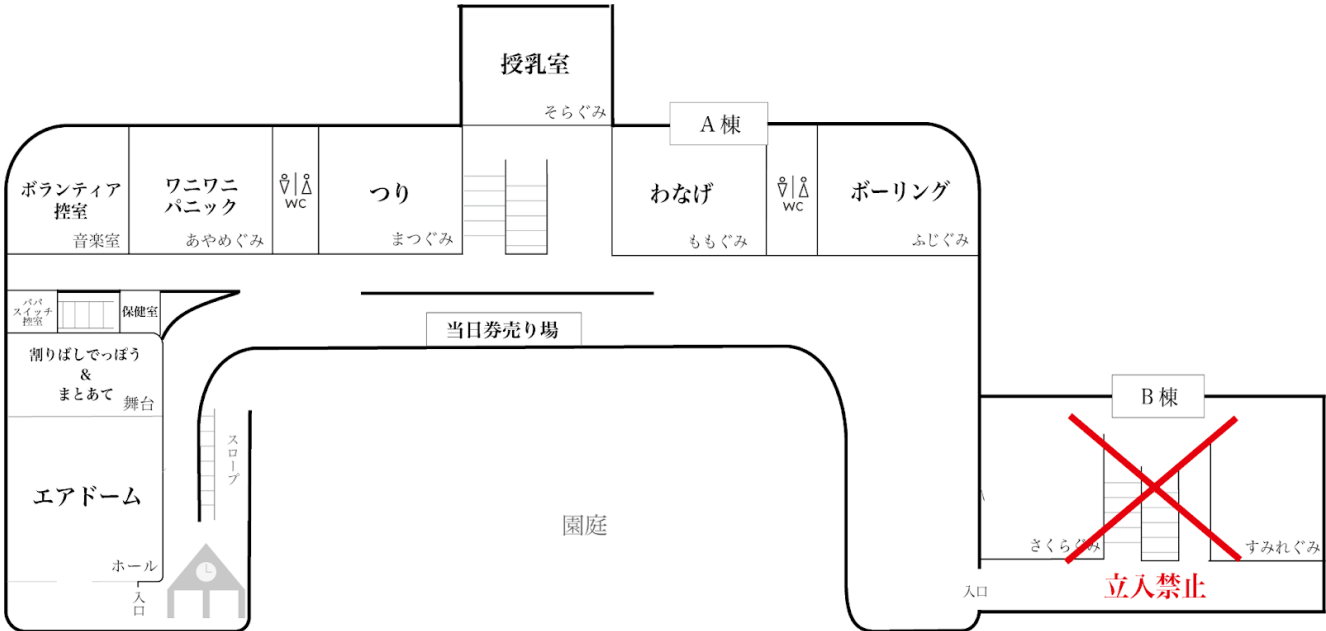 授乳室
そらぐみ
A棟
ボランティア
控室
音楽室
ワニワニ
パニック
あやめぐみ
WC
つり
まつぐみ
わなげ
ももぐみ
WC
ボーリング
ふじぐみ
パパ
スイッチ
控室
保健室
当日券売り場
割りばしでっぽう
&
まとあて
舞台
スロープ
エアドーム
ホール
入口
園庭
B棟
さくらぐみ
すみれぐみ
入口
立入禁止